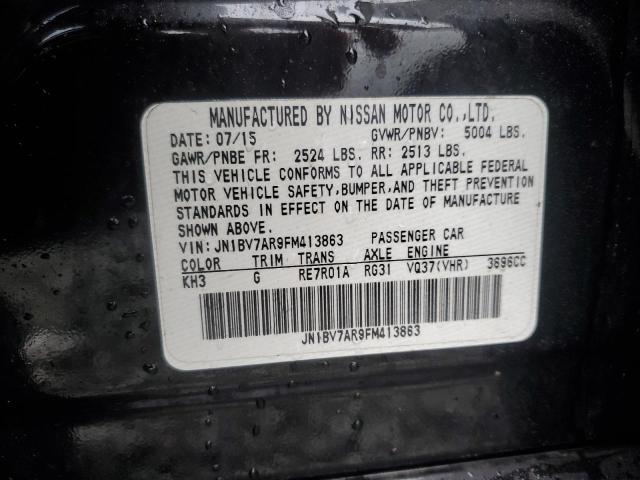 MANUFACTURED BY NISSAN MOTOR CO.,LTD.
DATE: 07/15 GVWR/PNBV: 5004 LBS.
GAWR/PNBE FR: 2524 LBS. RR: 2513 LBS.
THIS VEHICLE CONFORMS TO ALL APPLICABLE FEDERAL
MOTOR VEHICLE SAFETY,BUMPER,AND THEFT PREVENTION
STANDARDS IN EFFECT ON THE DATE OF MANUFACTURE
SHOWN ABOVE.
VIN: JN1BV7AR9FM413863 PASSENGER CAR
COLOR TRIM TRANS AXLE ENGINE
KH3 G RE7R01A RG31 VQ37(VHR) 3696CC
JN1BV7AR9FM413863